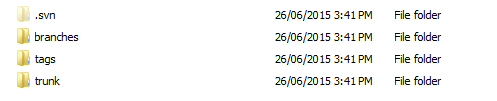 .svn 26/06/2015 3:41 PM File folder
branches 26/06/2015 3:41 PM File folder
tags 26/06/2015 3:41 PM File folder
trunk 26/06/2015 3:41 PM File folder